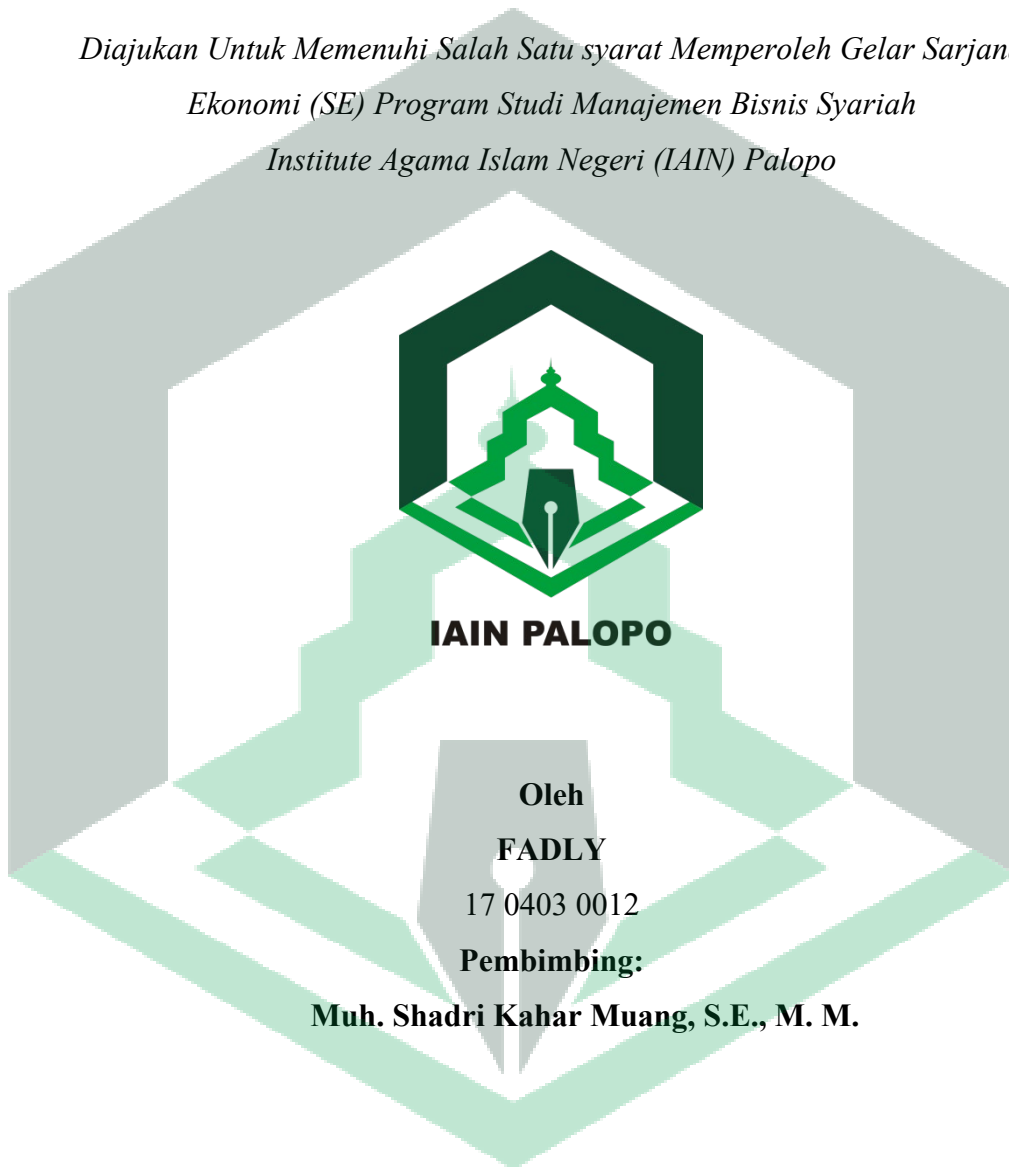 Diajukan Untuk Memenuhi Salah Satu syarat Memperoleh Gelar Sarjan
Ekonomi (SE) Program Studi Manajemen Bisnis Syariah
Institute Agama Islam Negeri (IAIN) Palopo
IAIN PALOPO
Oleh
FADLY
17 0403 0012
Pembimbing:
Muh. Shadri Kahar Muang, S.E., M. M.